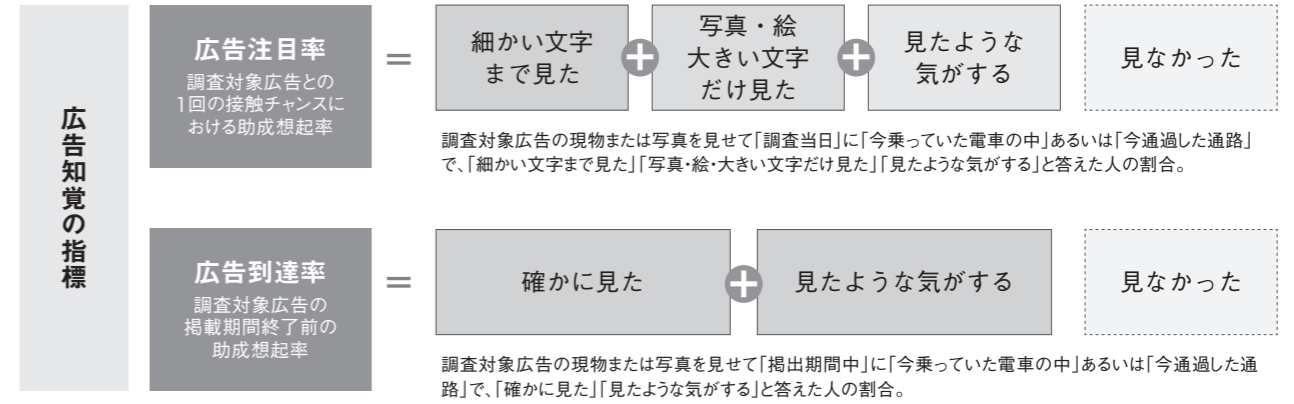 広告知覚の指標
広告注目率
調査対象広告との
1回の接触チャンスに
おける助成想起率
=
細かい文字
まで見た
+
写真・絵
大きい文字
だけ見た
+
見たような
気がする
見なかった
調査対象広告の現物または写真を見せて「調査当日」に「今乗っていた電車の中」あるいは「今通過した通路」
で、「細かい文字まで見た」「写真・絵・大きい文字だけ見た」「見たような気がする」と答えた人の割合。
広告到達率
調査対象広告の
掲載期間終了前の
助成想起率
=
確かに見た
+
見たような気がする
見なかった
調査対象広告の現物または写真を見せて「掲出期間中」に「今乗っていた電車の中」あるいは「今通過した通
路」で、「確かに見た」「見たような気がする」と答えた人の割合。